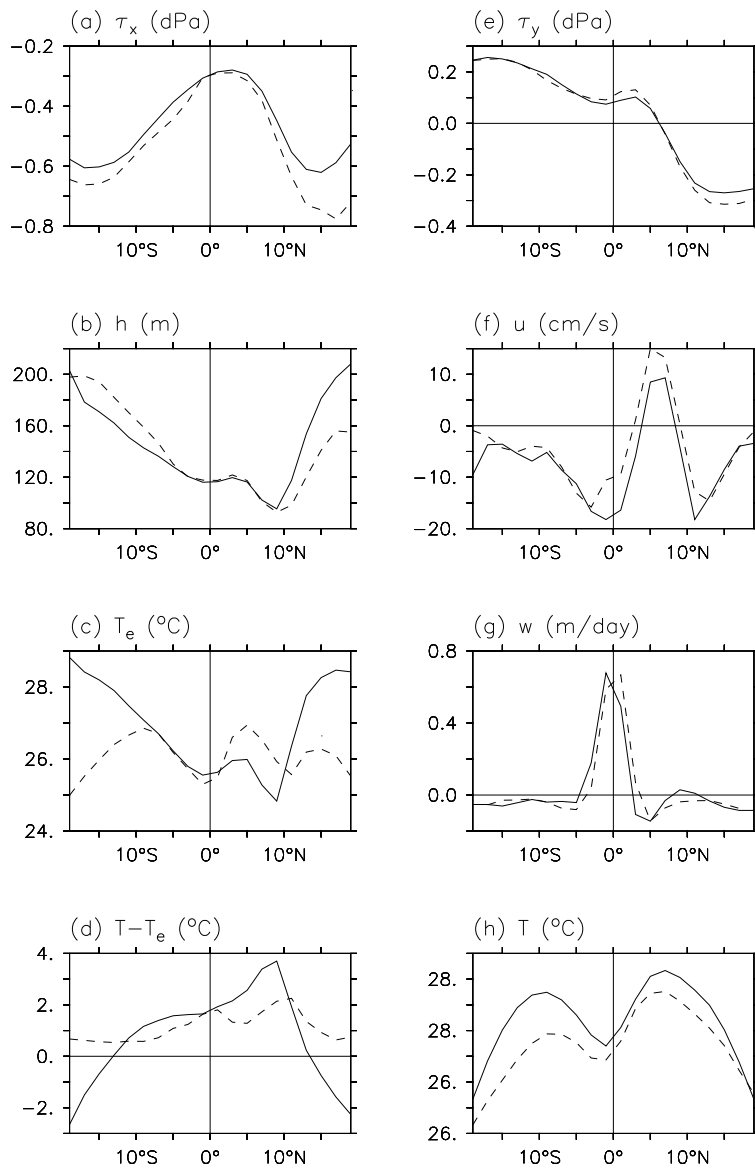 (a) τx (dPa)
−0.2
−0.4
−0.6
−0.8
10°S 0° 10°N
(e) τy (dPa)
0.2
0.0
−0.2
−0.4
10°S 0° 10°N
(b) h (m)
200.
160.
120.
80.
10°S 0° 10°N
(f) u (cm/s)
10.
0.
−10.
−20.
10°S 0° 10°N
(c) Te (°C)
28.
26.
24.
10°S 0° 10°N
(g) w (m/day)
0.8
0.4
0.0
10°S 0° 10°N
(d) T−Te (°C)
4.
2.
0.
−2.
10°S 0° 10°N
(h) T (°C)
28.
28.
26.
26.
10°S 0° 10°N